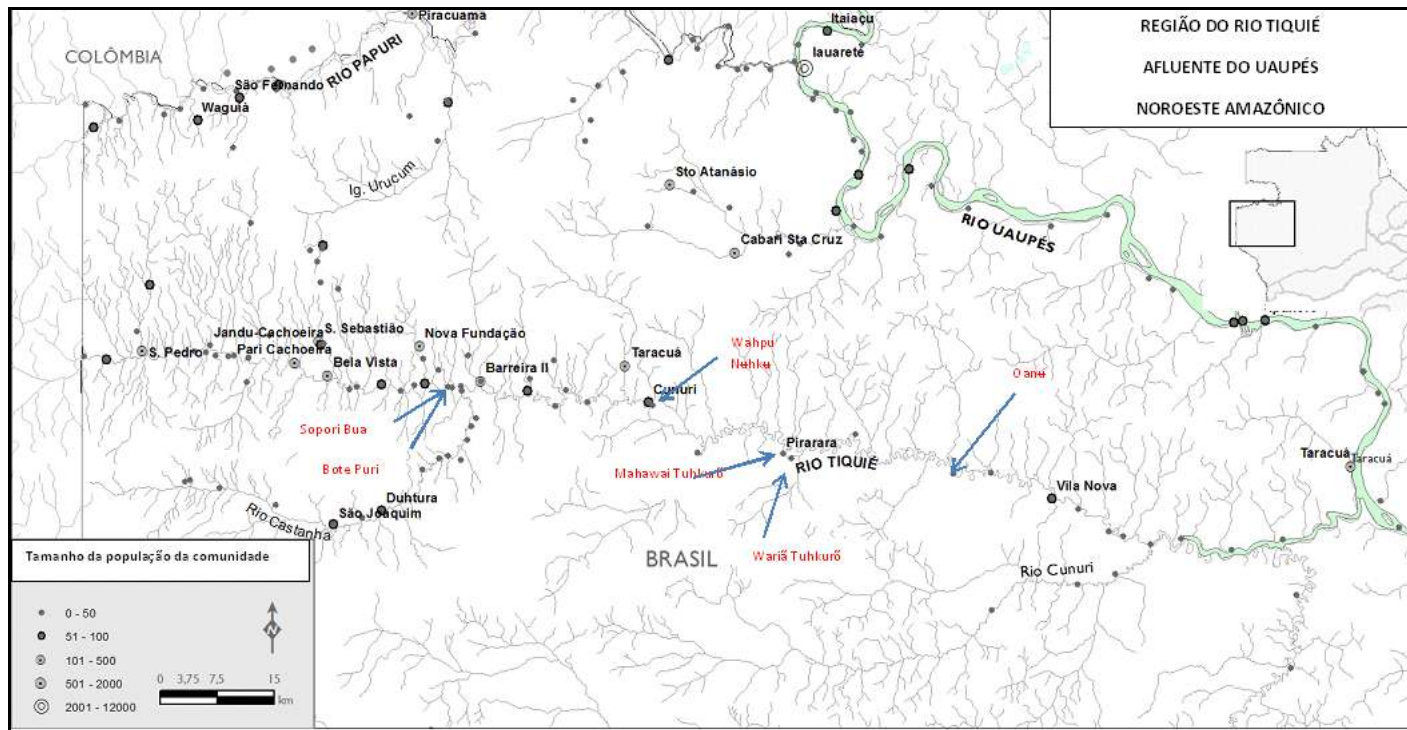 Piracuama
Itaiaçu
REGIÃO DO RIO TIQUIÉ
AFLUENTE DO UAUPÉS
NOROESTE AMAZÔNICO
COLÔMBIA
RIO PAPURI
Iauaretê
São Fernando
Waguiá
Ig. Urucum
Sto Atanásio
RIO UAUPÉS
Cabari Sta Cruz
Jandu-Cachoeira
S. Sebastião
Nova Fundação
S. Pedro
Pari Cachoeira
Bela Vista
Barreira II
Taracuá
Wahpu
Nuhku
Cunuri
Oanu
Sopori Bua
Bote Puri
Pirarara
Mahawai Tuhkurõ
RIO TIQUIÉ
Taracuá
Taracuá
Vila Nova
Duhtura
São Joaquim
Rio Castanha
Wariã Tuhkurõ
BRASIL
Rio Cunuri
Tamanho da população da comunidade
0 - 50
51 - 100
101 - 500
501 - 2000
2001 - 12000
N
0 3,75 7,5 15
km